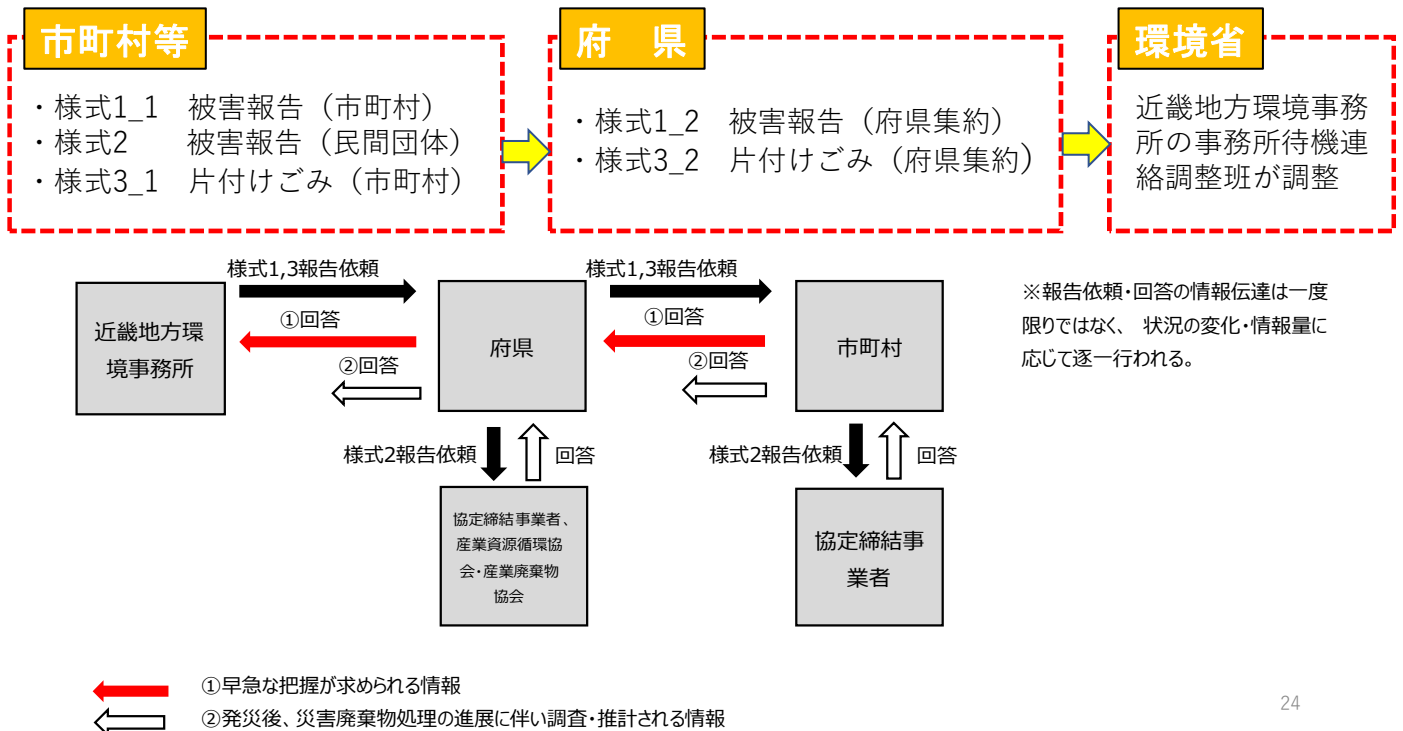 市町村等
・様式1_1 被害報告（市町村）
・様式2 被害報告（民間団体）
・様式3_1 片付けごみ（市町村）
府 県
・様式1_2 被害報告（府県集約）
・様式3_2 片付けごみ（府県集約）
環境省
近畿地方環境事務
所の事務所待機連
絡調整班が調整
様式1,3報告依頼
①回答
②回答
様式1,3報告依頼
①回答
②回答
近畿地方環
境事務所
府県
市町村
※報告依頼・回答の情報伝達は一度
限りではなく、 状況の変化・情報量に
応じて逐一行われる。
様式2報告依頼
回答
様式2報告依頼
回答
協定締結事業者、
産業資源循環協
会・産業廃棄物
協会
協定締結事
業者
①早急な把握が求められる情報
②発災後、災害廃棄物処理の進展に伴い調査・推計される情報
24